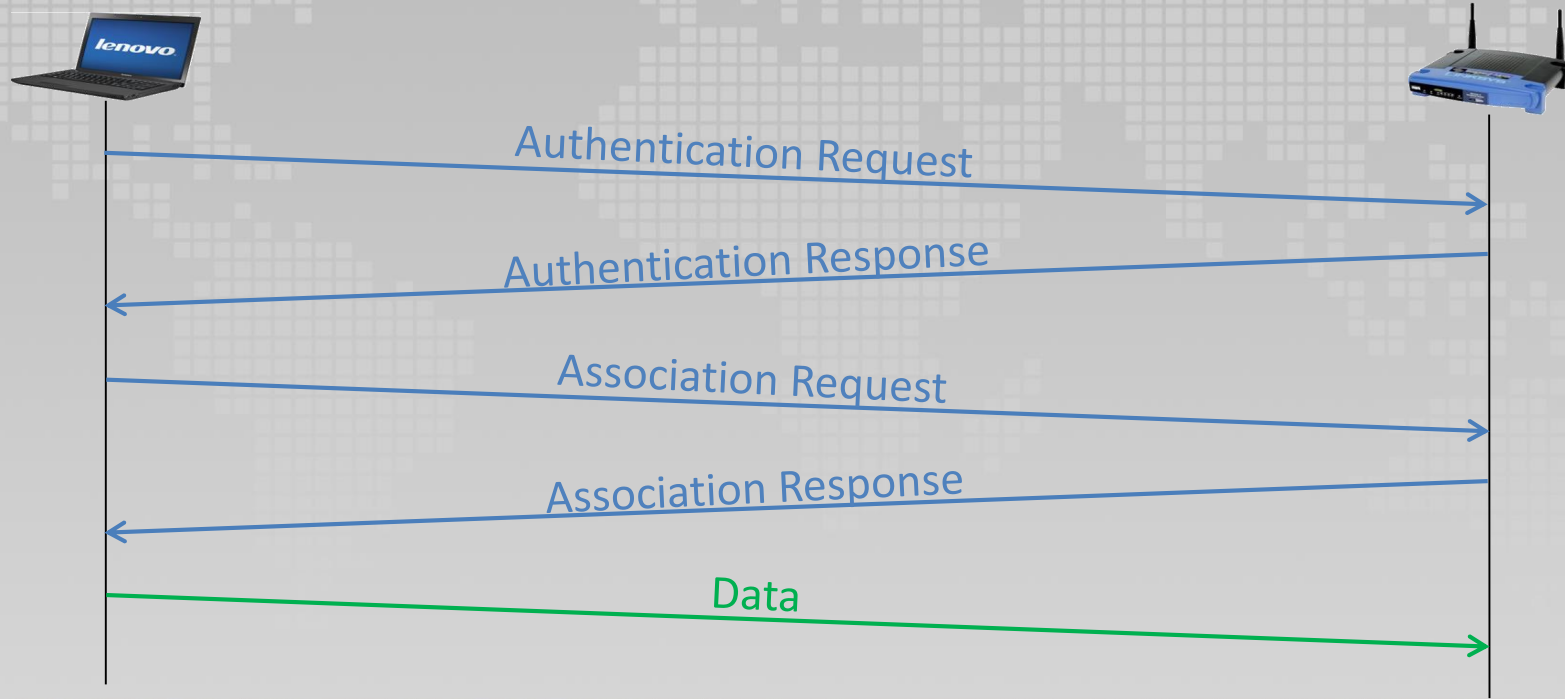 lenovo
Authentication Request
Authentication Response
Association Request
Association Response
Data